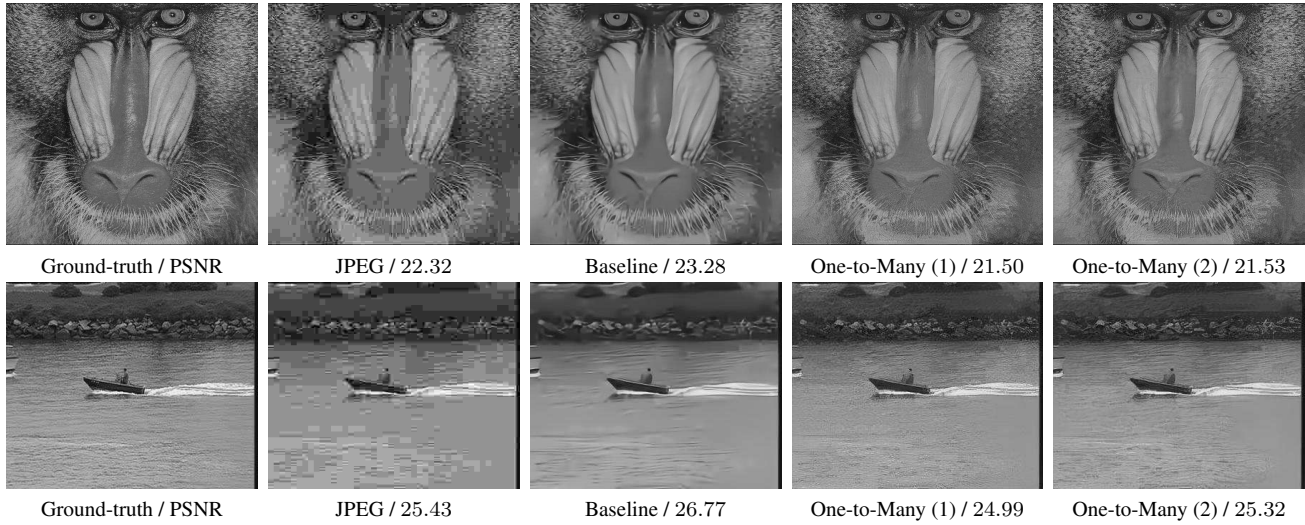 Ground-truth / PSNR JPEG / 22.32 Baseline / 23.28 One-to-Many (1) / 21.50 One-to-Many (2) / 21.53
Ground-truth / PSNR JPEG / 25.43 Baseline / 26.77 One-to-Many (1) / 24.99 One-to-Many (2) / 25.32